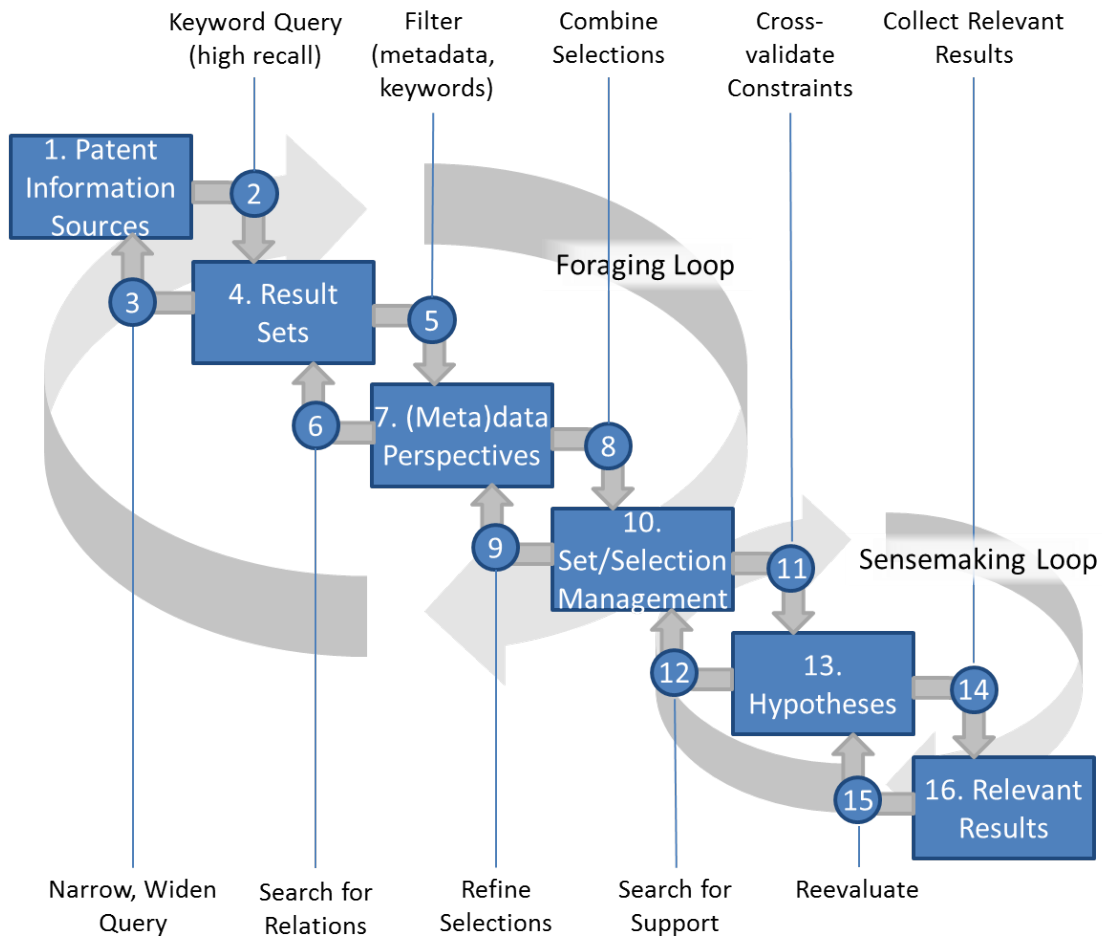 Keyword Query
(high recall)
Filter
(metadata,
keywords)
Combine
Selections
Cross-
validate
Constraints
Collect Relevant
Results
1. Patent
Information
Sources
2
3
4. Result
Sets
5
Foraging Loop
6
7. (Meta)data
Perspectives
8
9
10.
Set/Selection
Management
11
Sensemaking Loop
12
13.
Hypotheses
14
15
16. Relevant
Results
Narrow, Widen
Query
Search for
Relations
Refine
Selections
Search for
Support
Reevaluate